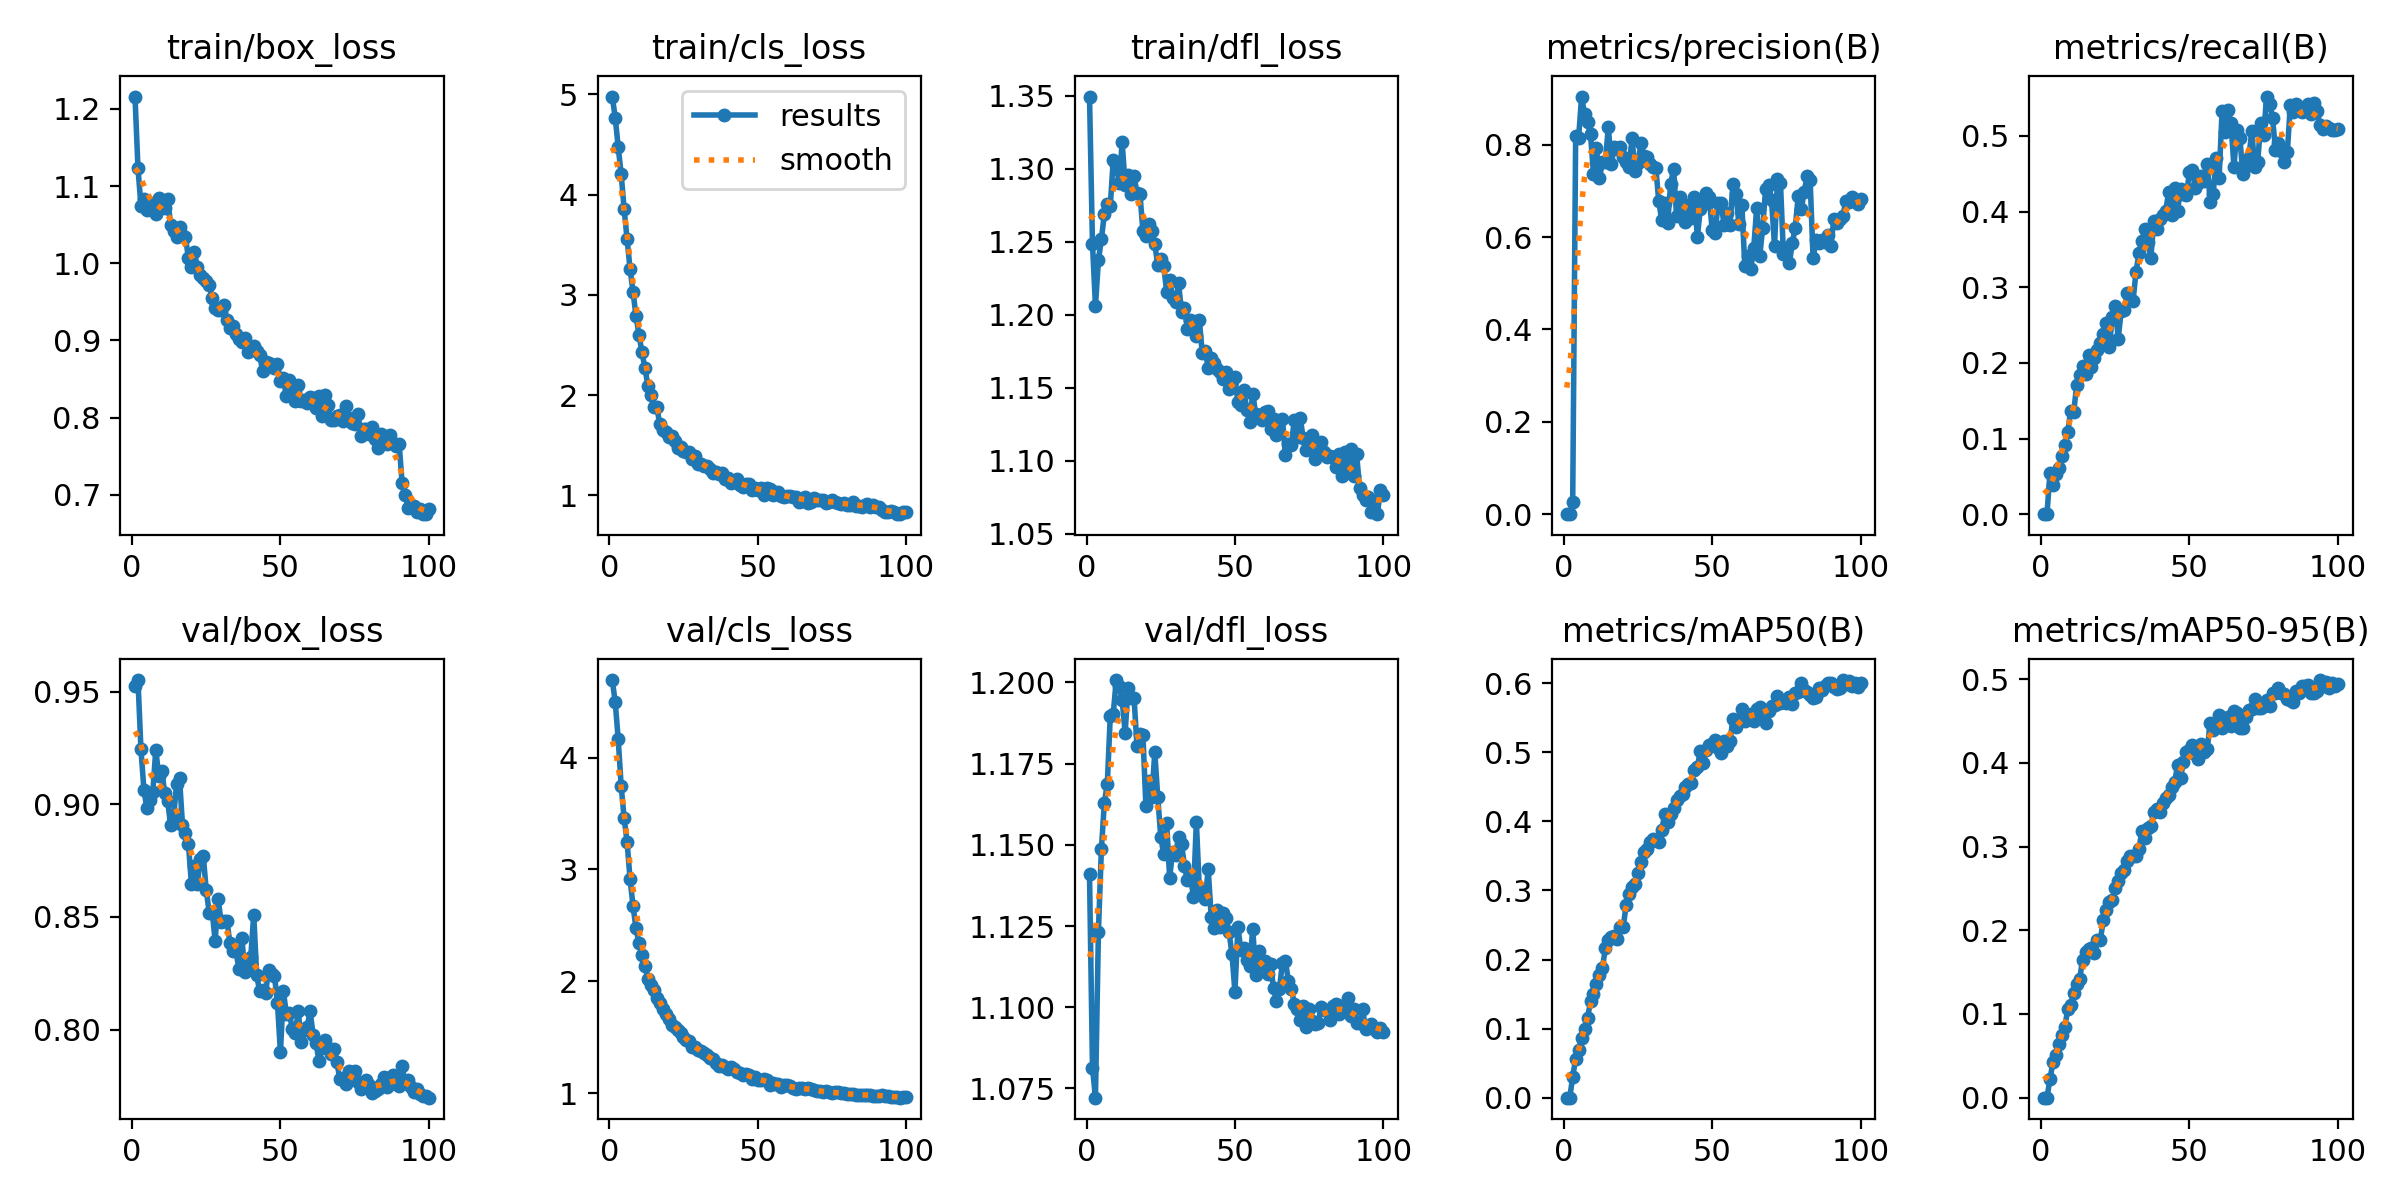 train/box_loss
1.2
1.1
1.0
0.9
0.8
0.7
0 50 100
train/cls_loss
results
smooth
5
4
3
2
1
0 50 100
train/dfl_loss
1.35
1.30
1.25
1.20
1.15
1.10
1.05
0 50 100
metrics/precision(B)
0.8
0.6
0.4
0.2
0.0
0 50 100
metrics/recall(B)
0.5
0.4
0.3
0.2
0.1
0.0
0 50 100
val/box_loss
0.95
0.90
0.85
0.80
0 50 100
val/cls_loss
4
3
2
1
0 50 100
val/dfl_loss
1.200
1.175
1.150
1.125
1.100
1.075
0 50 100
metrics/mAP50(B)
0.6
0.5
0.4
0.3
0.2
0.1
0.0
0 50 100
metrics/mAP50-95(B)
0.5
0.4
0.3
0.2
0.1
0.0
0 50 100